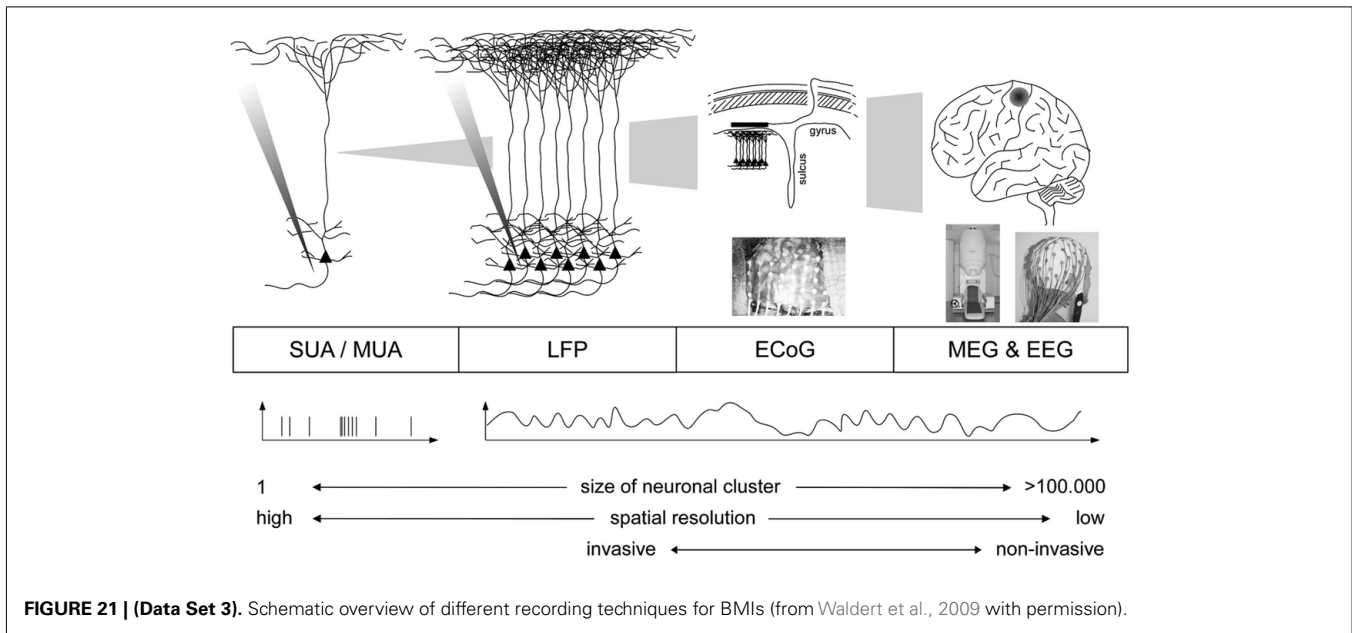 gyrus
sulcus
SUA / MUA LFP ECoG MEG & EEG
1 size of neuronal cluster >100.000
high spatial resolution low
invasive non-invasive
FIGURE 21 | (Data Set 3). Schematic overview of different recording techniques for BMIs (from Waldert et al., 2009 with permission).